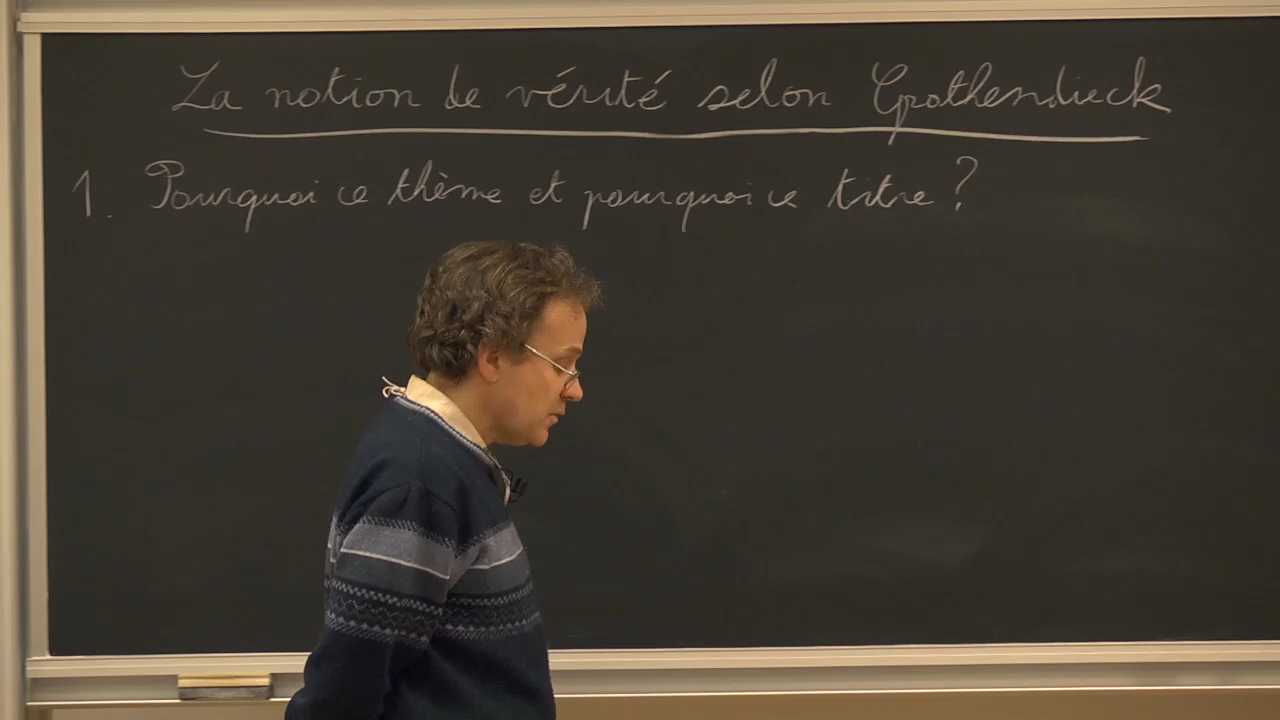 La notion de vérité selon Grothendieck
1. Pourquoi ce thème et pourquoi ce titre ?